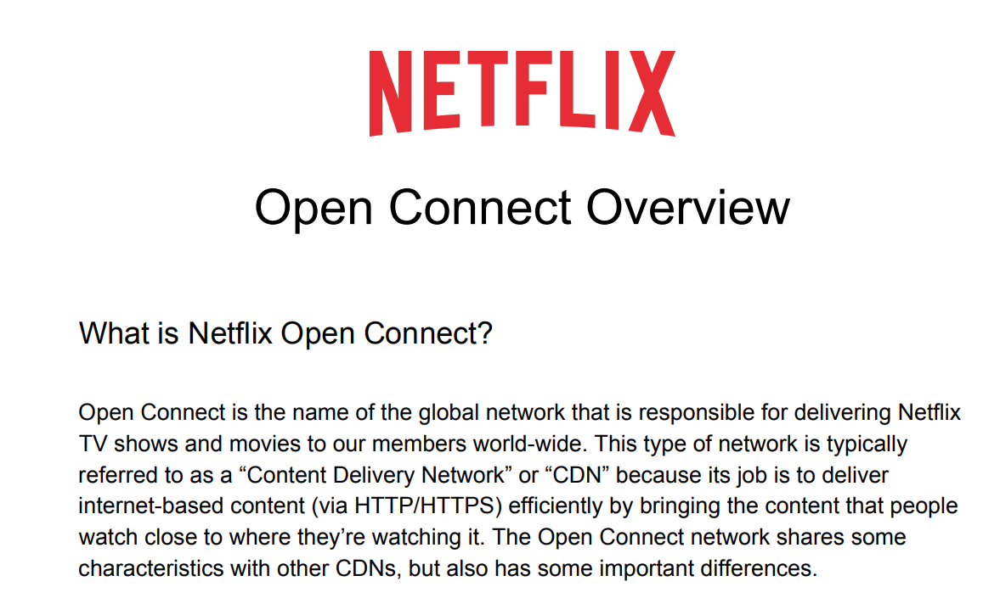 NETFLIX
Open Connect Overview
What is Netflix Open Connect?
Open Connect is the name of the global network that is responsible for delivering Netflix
TV shows and movies to our members world-wide. This type of network is typically
referred to as a “Content Delivery Network” or “CDN” because its job is to deliver
internet-based content (via HTTP/HTTPS) efficiently by bringing the content that people
watch close to where they’re watching it. The Open Connect network shares some
characteristics with other CDNs, but also has some important differences.